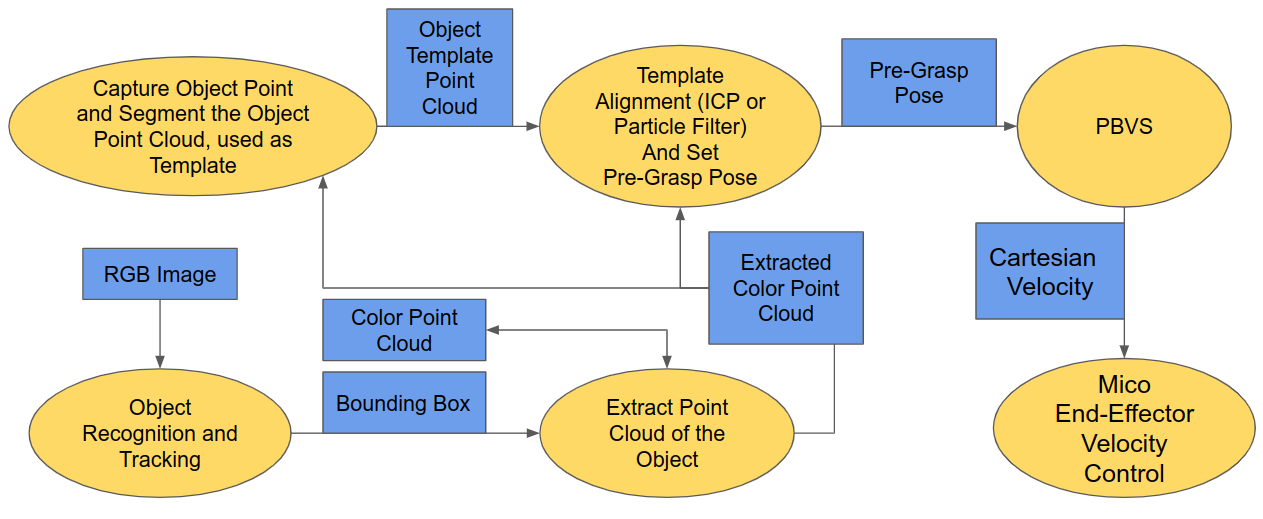 Capture Object Point
and Segment the Object
Point Cloud, used as
Template
Object
Template
Point
Cloud
Template
Alignment (ICP or
Particle Filter)
And Set
Pre-Grasp Pose
Pre-Grasp
Pose
PBVS
RGB Image
Color Point
Cloud
Extracted
Color Point
Cloud
Cartesian
Velocity
Object
Recognition and
Tracking
Bounding Box
Extract Point
Cloud of the
Object
Mico
End-Effector
Velocity
Control